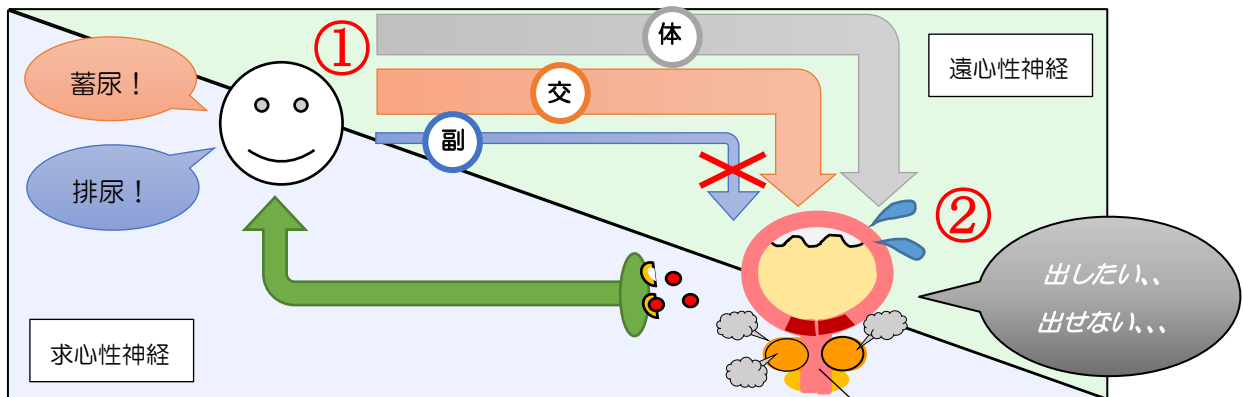 蓄尿!
排尿!
①
体
交
副
遠心性神経
②
出したい、、
出せない、、、
求心性神経